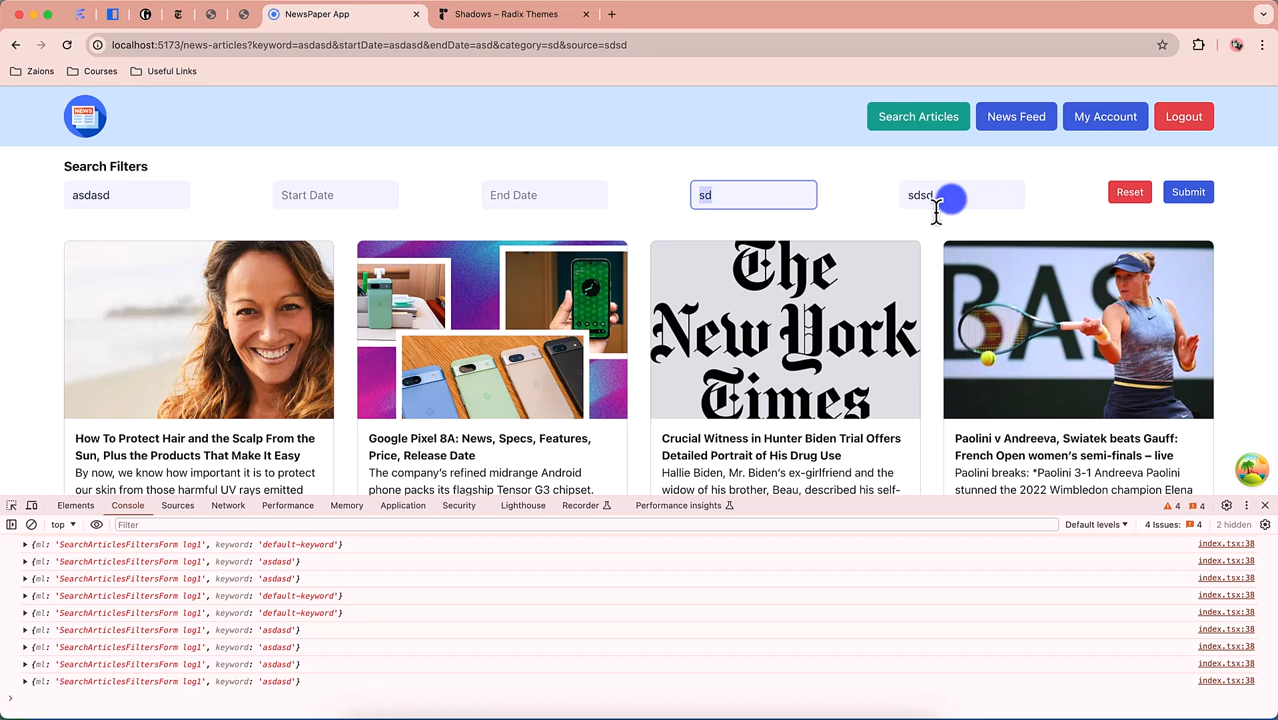 NewsPaper App
Shadows – Radix Themes
localhost:5173/news-articles?keyword=asdasd&startDate=asdasd&endDate=asd&category=sd&source=sdsd
Zaions
Courses
Useful Links
NEWS
Search Articles
News Feed
My Account
Logout
Search Filters
asdasd
Start Date
End Date
sd
sdsd
Reset
Submit
The
New York
Times
BAS
How To Protect Hair and the Scalp From the
Sun, Plus the Products That Make It Easy
By now, we know how important it is to protect
our skin from those harmful UV rays emitted
Google Pixel 8A: News, Specs, Features,
Price, Release Date
The company's refined midrange Android
phone packs its flagship Tensor G3 chipset.
Crucial Witness in Hunter Biden Trial Offers
Detailed Portrait of His Drug Use
Hallie Biden, Mr. Biden's ex-girlfriend and the
widow of his brother, Beau, described his self-
Paolini v Andreeva, Swiatek beats Gauff:
French Open women's semi-finals – live
Paolini breaks: *Paolini 3-1 Andreeva Paolini
stunned the 2022 Wimbledon champion Elena
Elements
Console
Sources
Network
Performance
Memory
Application
Security
Lighthouse
Recorder
Performance insights
4
4
top
Filter
Default levels
4 Issues:
4
2 hidden
{ml: 'SearchArticlesFiltersForm log1', keyword: 'default-keyword'} index.tsx:38
{ml: 'SearchArticlesFiltersForm log1', keyword: 'asdasd'} index.tsx:38
{ml: 'SearchArticlesFiltersForm log1', keyword: 'asdasd'} index.tsx:38
{ml: 'SearchArticlesFiltersForm log1', keyword: 'default-keyword'} index.tsx:38
{ml: 'SearchArticlesFiltersForm log1', keyword: 'default-keyword'} index.tsx:38
{ml: 'SearchArticlesFiltersForm log1', keyword: 'asdasd'} index.tsx:38
{ml: 'SearchArticlesFiltersForm log1', keyword: 'asdasd'} index.tsx:38
{ml: 'SearchArticlesFiltersForm log1', keyword: 'asdasd'} index.tsx:38
{ml: 'SearchArticlesFiltersForm log1', keyword: 'asdasd'} index.tsx:38